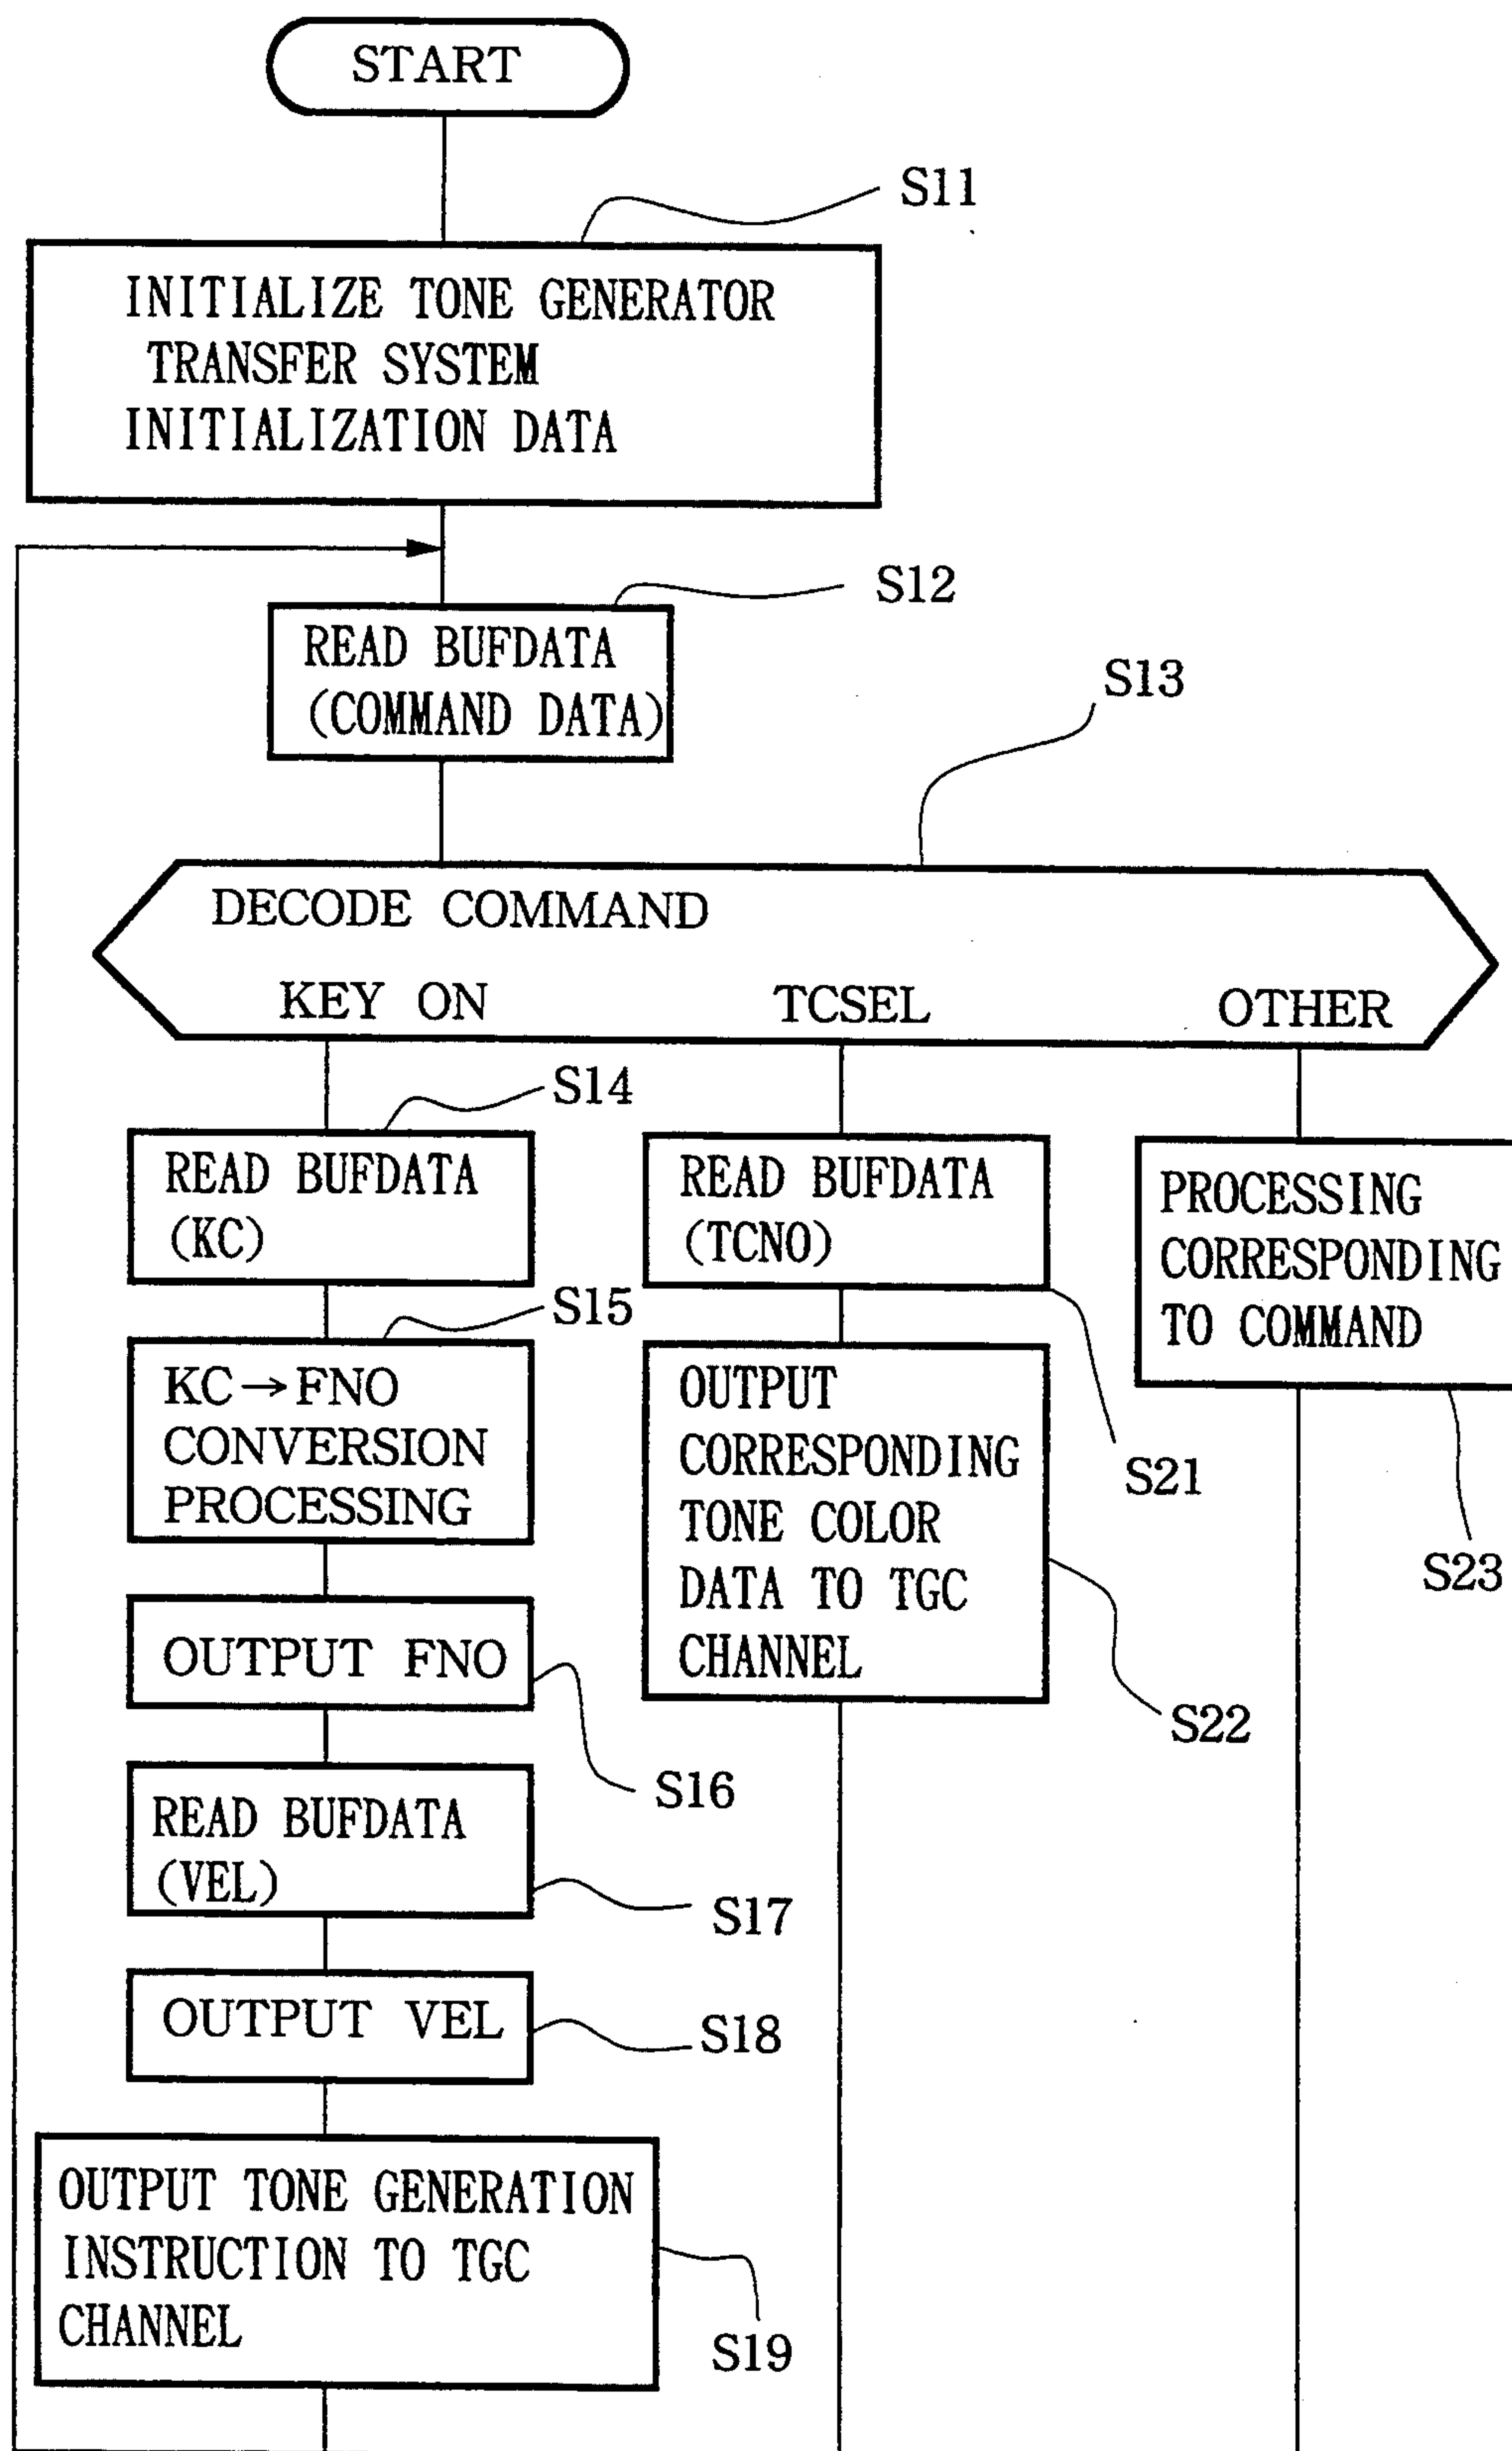 START
S11
INITIALIZE TONE GENERATOR
TRANSFER SYSTEM
INITIALIZATION DATA
S12
READ BUFDATA
(COMMAND DATA)
S13
DECODE COMMAND
KEY ON
TCSEL
OTHER
S14
READ BUFDATA
(KC)
S15
KC→FNO
CONVERSION
PROCESSING
OUTPUT FNO
S16
READ BUFDATA
(VEL)
S17
OUTPUT VEL
S18
OUTPUT TONE GENERATION
INSTRUCTION TO TGC
CHANNEL
S19
READ BUFDATA
(TCNO)
S21
OUTPUT
CORRESPONDING
TONE COLOR
DATA TO TGC
CHANNEL
S22
PROCESSING
CORRESPONDING
TO COMMAND
S23